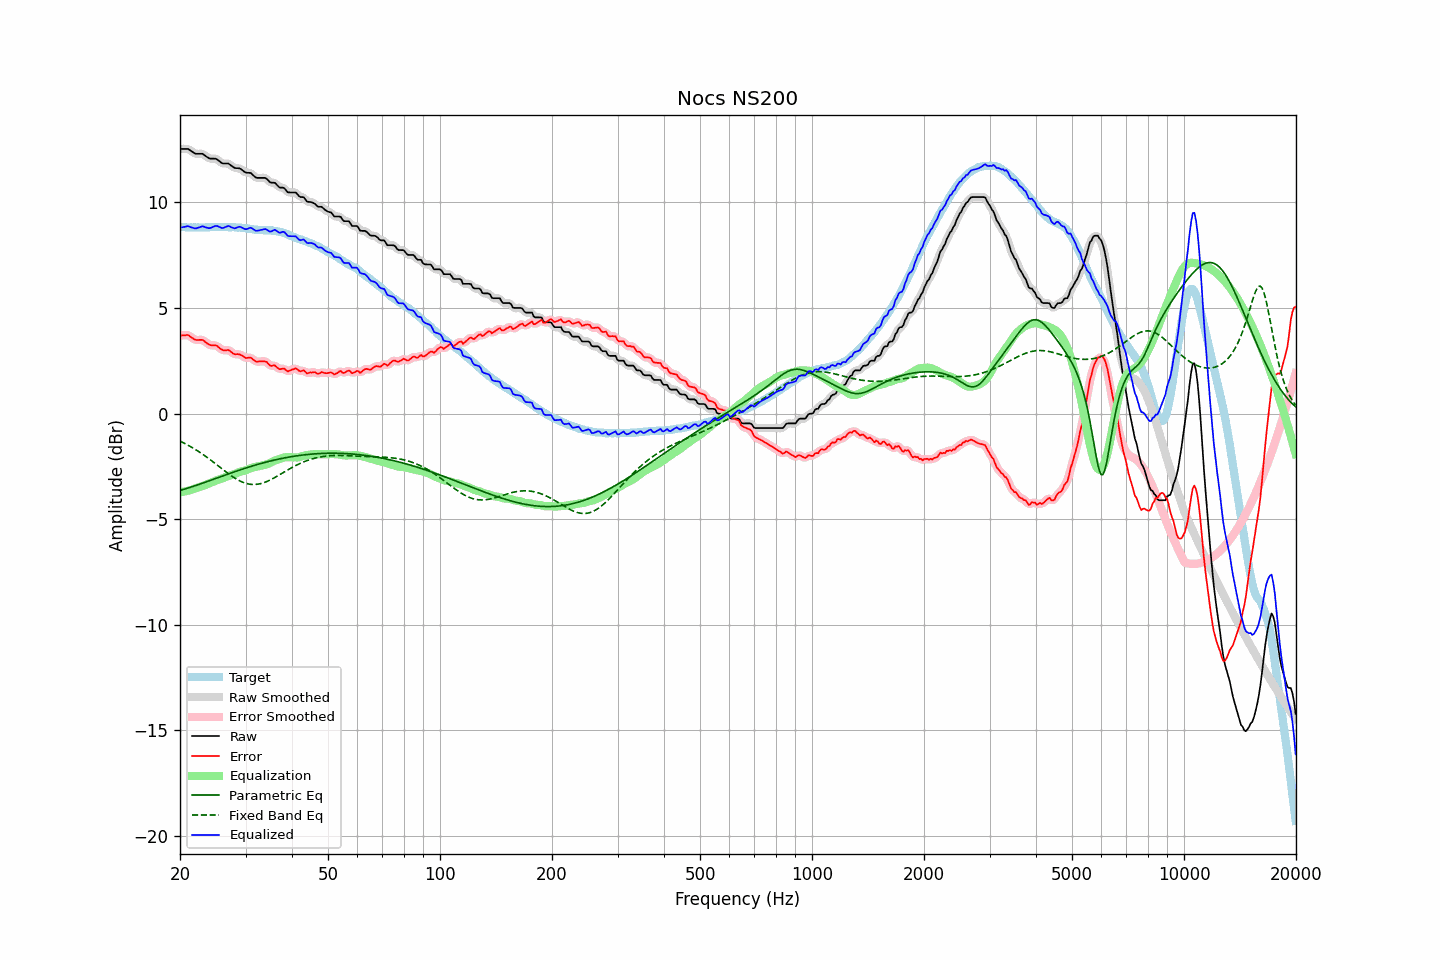 Nocs NS200
Amplitude (dBr)
10
5
0
−5
−10
−15
−20
Target
Raw Smoothed
Error Smoothed
Raw
Error
Equalization
Parametric Eq
Fixed Band Eq
Equalized
20 50 100 200 500 1000 2000 5000 10000 20000
Frequency (Hz)